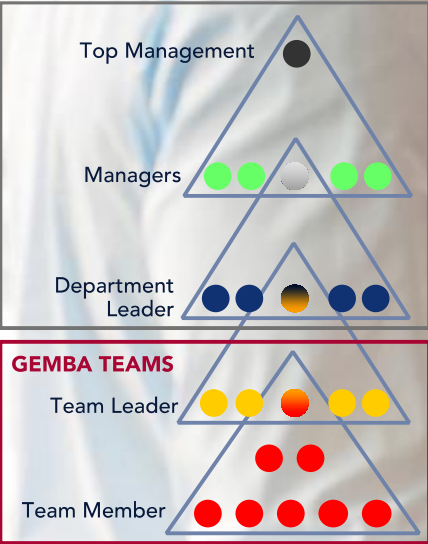 Top Management
Managers
Department
Leader
GEMBA TEAMS
Team Leader
Team Member